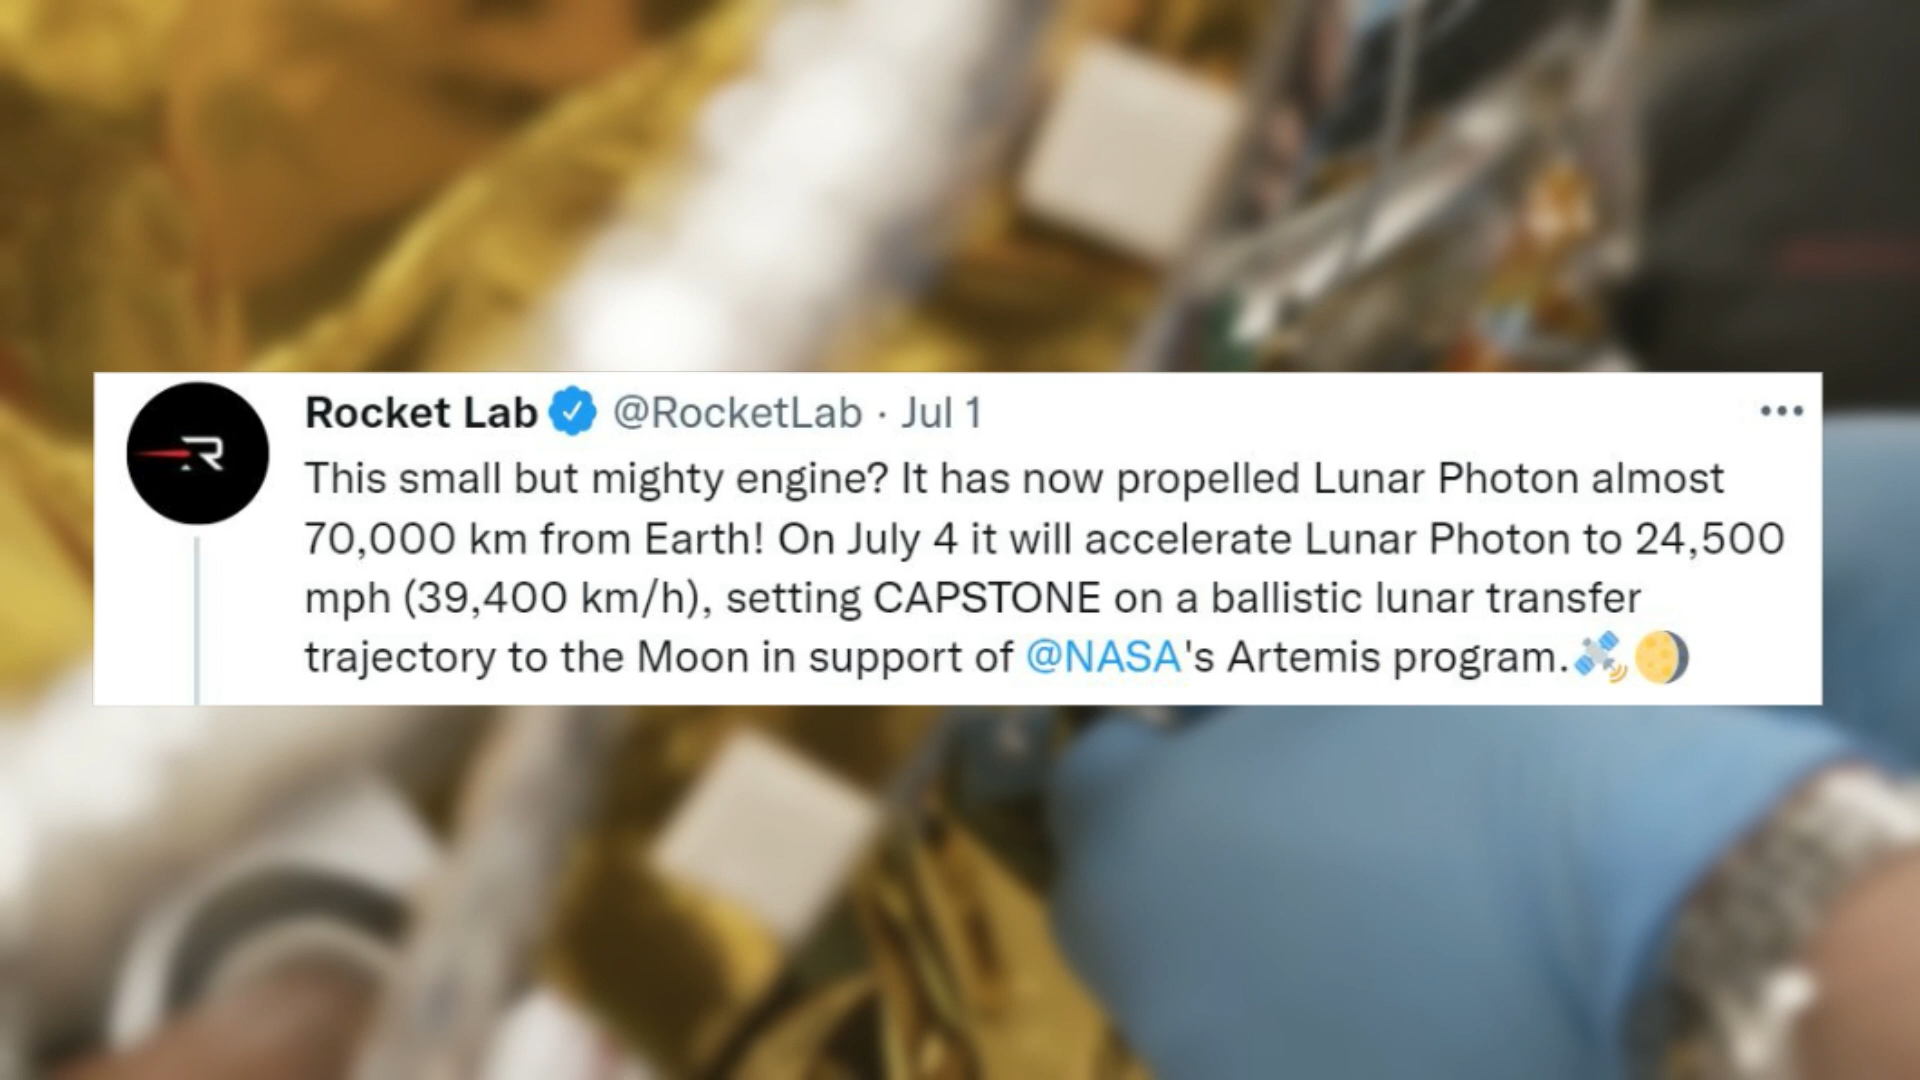 Rocket Lab @RocketLab · Jul 1
This small but mighty engine? It has now propelled Lunar Photon almost
70,000 km from Earth! On July 4 it will accelerate Lunar Photon to 24,500
mph (39,400 km/h), setting CAPSTONE on a ballistic lunar transfer
trajectory to the Moon in support of @NASA's Artemis program.🛰️🌖